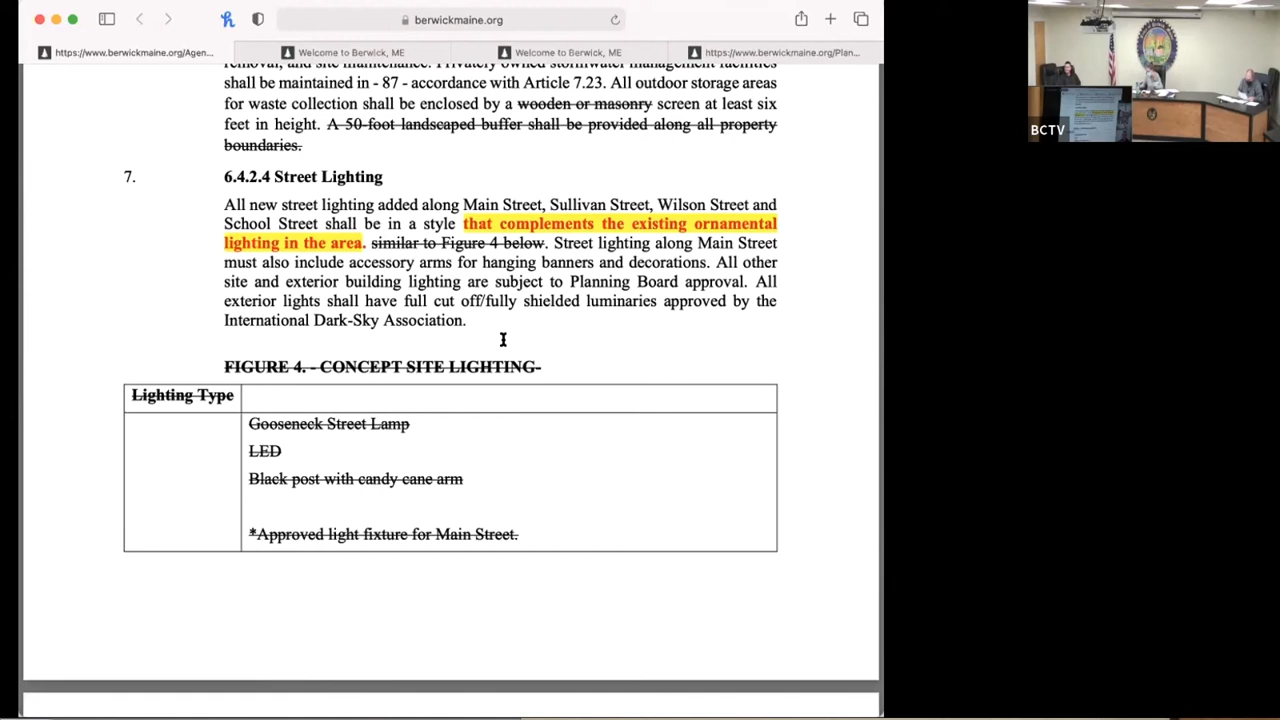 berwickmaine.org
https://www.berwickmaine.org/Agen...
Welcome to Berwick, ME
Welcome to Berwick, ME
https://www.berwickmaine.org/Plan...
removal, and site maintenance. Privately owned stormwater management facilities
shall be maintained in - 87 - accordance with Article 7.23. All outdoor storage areas
for waste collection shall be enclosed by a wooden or masonry screen at least six
feet in height. A 50-foot landscaped buffer shall be provided along all property
boundaries.
7. 6.4.2.4 Street Lighting
All new street lighting added along Main Street, Sullivan Street, Wilson Street and
School Street shall be in a style that complements the existing ornamental
lighting in the area. similar to Figure 4 below. Street lighting along Main Street
must also include accessory arms for hanging banners and decorations. All other
site and exterior building lighting are subject to Planning Board approval. All
exterior lights shall have full cut off/fully shielded luminaries approved by the
International Dark-Sky Association.
FIGURE 4. - CONCEPT SITE LIGHTING-
Lighting Type
Gooseneck Street Lamp
LED
Black post with candy cane arm
*Approved light fixture for Main Street.
BCTV